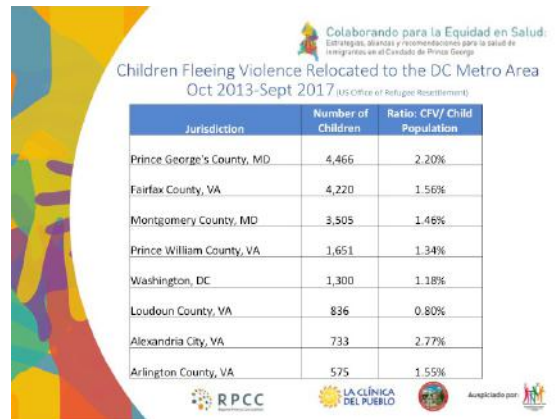 Colaborando para la Equidad en Salud:
Estrategias, alianzas y recomendaciones para la salud de
inmigrantes en el Condado de Prince George
Children Fleeing Violence Relocated to the DC Metro Area
Oct 2013-Sept 2017 (US Office of Refugee Resettlement)
Jurisdiction Number of Children Ratio: CFV/ Child Population
Prince George's County, MD 4,466 2.20%
Fairfax County, VA 4,220 1.56%
Montgomery County, MD 3,505 1.46%
Prince William County, VA 1,651 1.34%
Washington, DC 1,300 1.18%
Loudoun County, VA 836 0.80%
Alexandria City, VA 733 2.77%
Arlington County, VA 575 1.55%
RPCC
LA CLÍNICA
DEL PUEBLO
Auspiciado por: